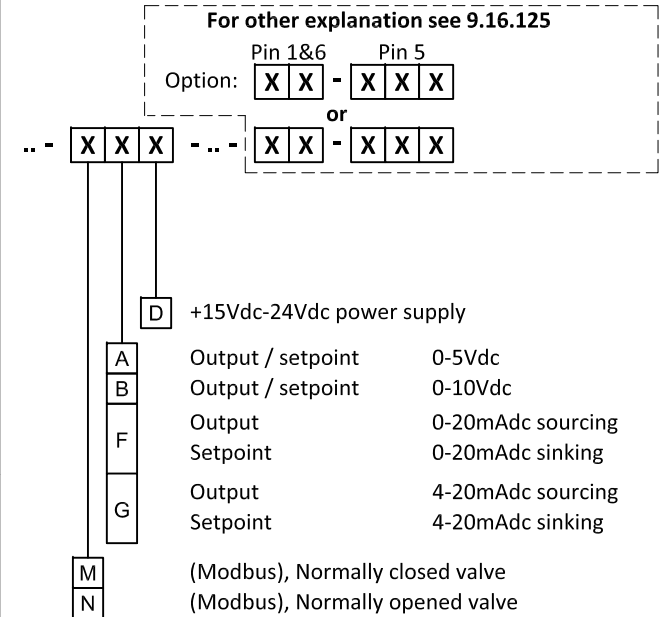 For other explanation see 9.16.125
Pin 1&6 Pin 5
Option: X X - X X X
or
.. - X X X - .. - X X - X X X
D +15Vdc-24Vdc power supply
A Output / setpoint 0-5Vdc
B Output / setpoint 0-10Vdc
F Output 0-20mAdc sourcing
Setpoint 0-20mAdc sinking
G Output 4-20mAdc sourcing
Setpoint 4-20mAdc sinking
M (Modbus), Normally closed valve
N (Modbus), Normally opened valve